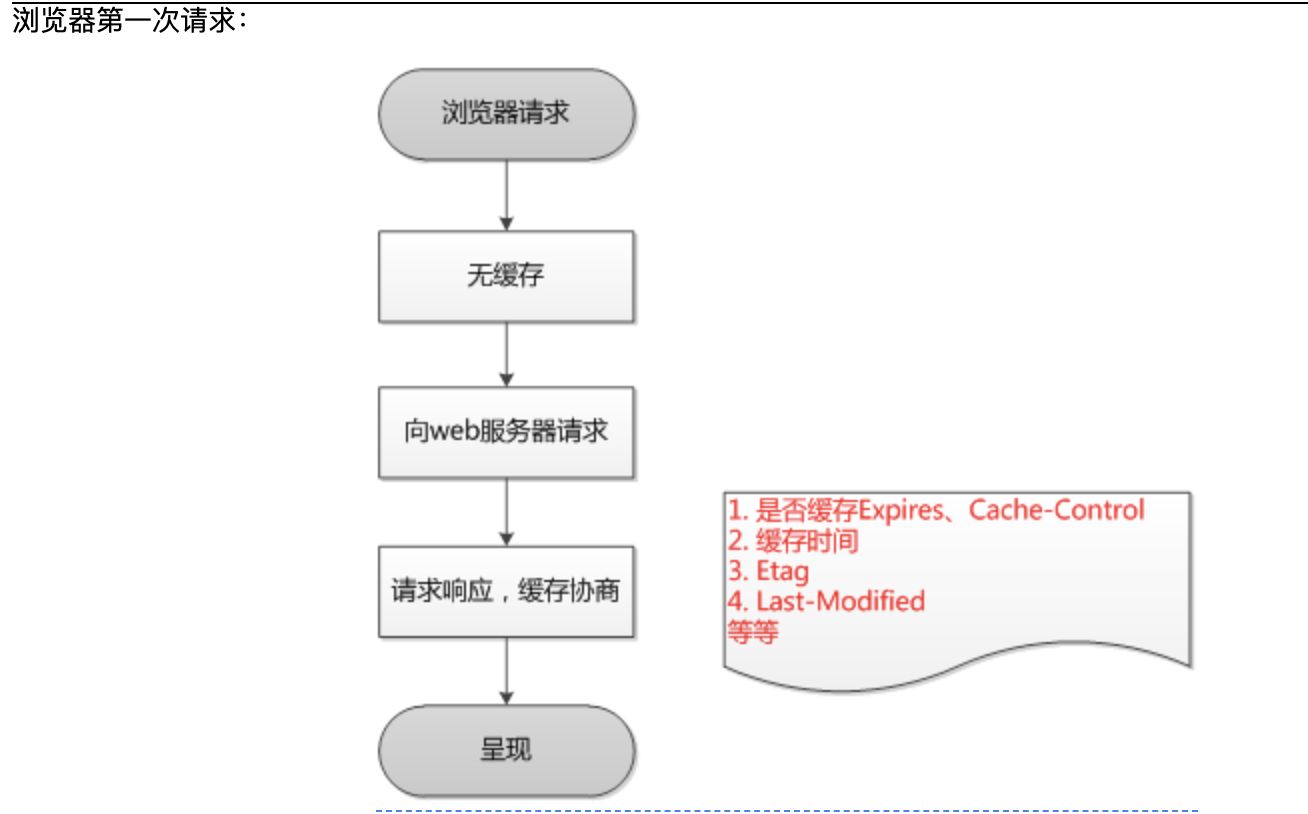 浏览器第一次请求：
浏览器请求
无缓存
向web服务器请求
请求响应，缓存协商
1. 是否缓存Expires、Cache-Control
2. 缓存时间
3. Etag
4. Last-Modified
等等
呈现